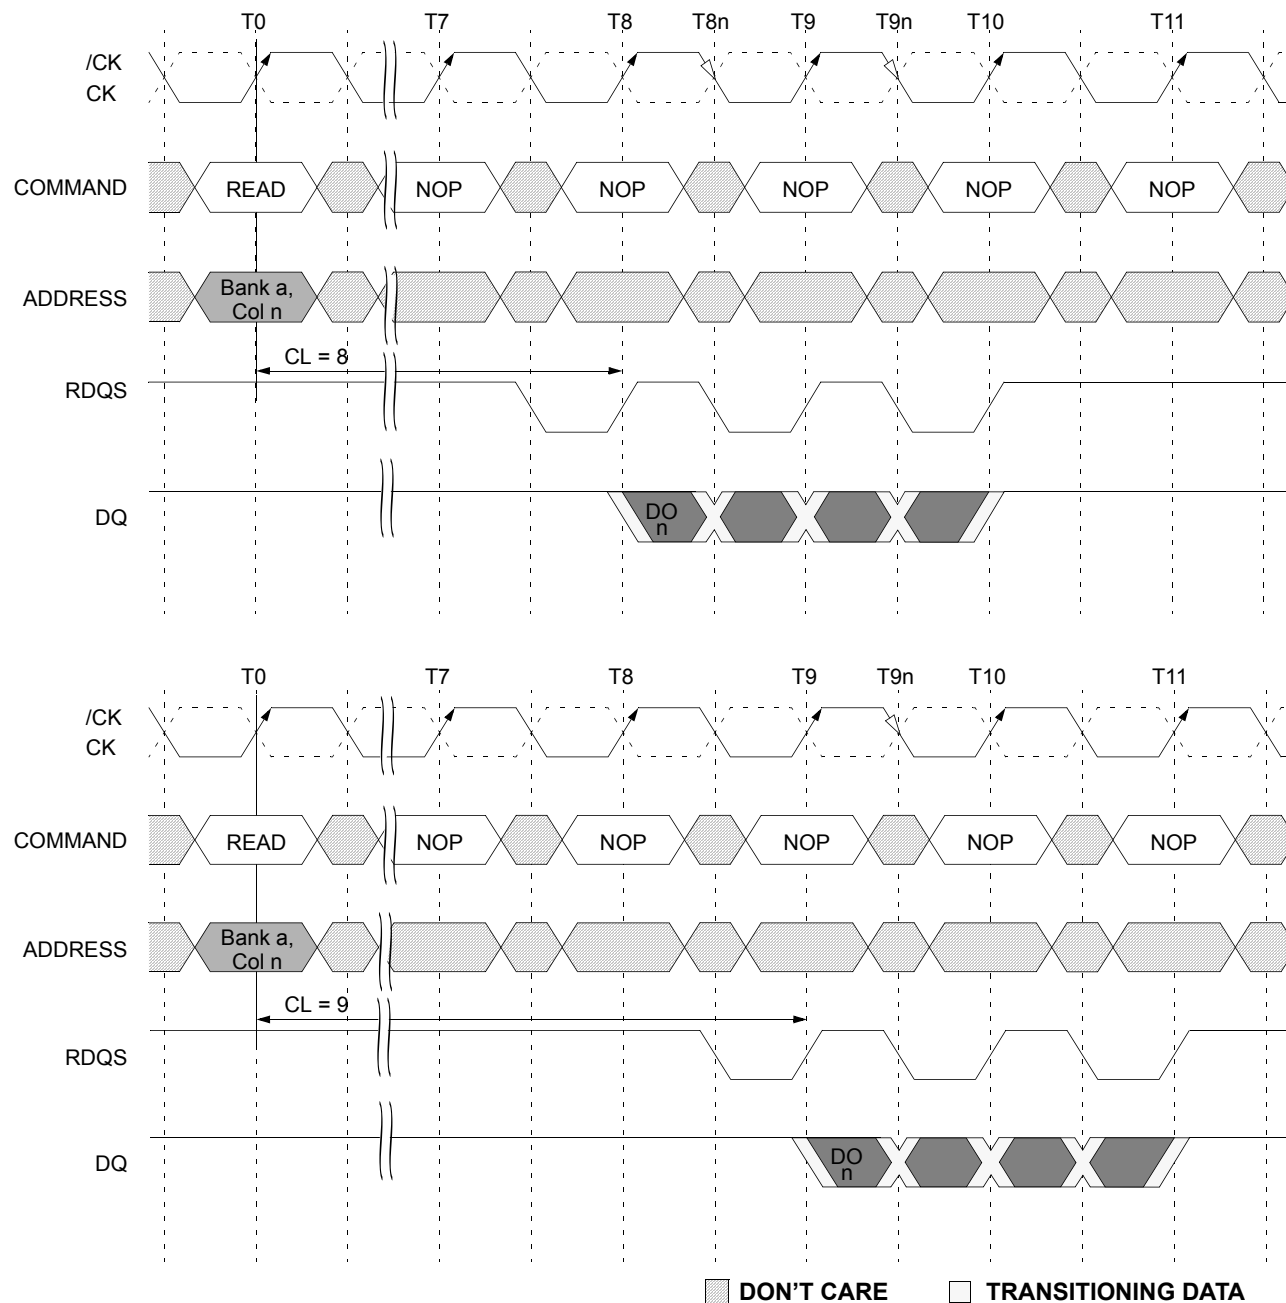 T0 T7 T8 T8n T9 T9n T10 T11
/CK
CK
COMMAND READ NOP NOP NOP NOP NOP
ADDRESS Bank a,
Col n
CL = 8
RDQS
DQ DO
n
T0 T7 T8 T9 T9n T10 T11
/CK
CK
COMMAND READ NOP NOP NOP NOP NOP
ADDRESS Bank a,
Col n
CL = 9
RDQS
DQ DO
n
DON'T CARE TRANSITIONING DATA